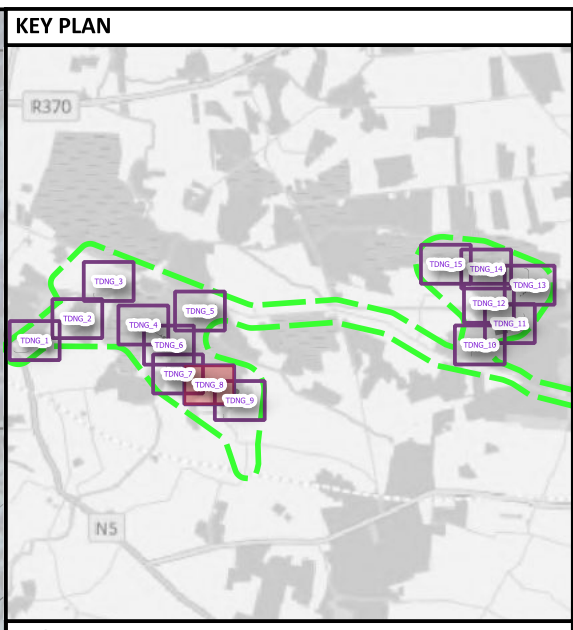 KEY PLAN
R370
TDNG_15
TDNG_14
TDNG_3
TDNG_13
TDNG_12
TDNG_5
TDNG_2
TDNG_4
TDNG_11
TDNG_1
TDNG_6
TDNG_10
TDNG_7
TDNG_8
TDNG_9
N5